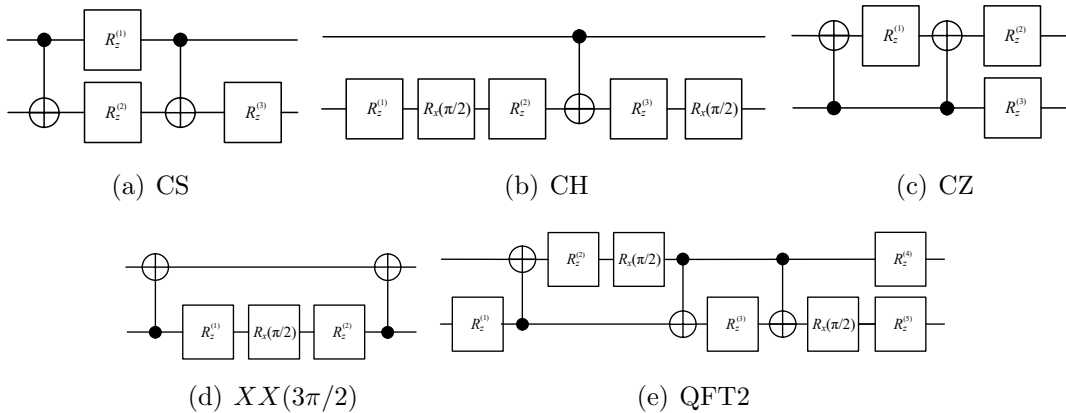 R_z^{(1)}
R_z^{(2)} R_z^{(3)}
(a) CS
R_z^{(1)} R_x(π/2) R_z^{(2)} R_z^{(3)} R_x(π/2)
(b) CH
R_z^{(1)} R_z^{(2)}
R_z^{(3)}
(c) CZ
R_z^{(1)} R_x(π/2) R_z^{(2)}
(d) XX(3π/2)
R_z^{(2)} R_x(π/2) R_z^{(4)}
R_z^{(1)} R_z^{(3)} R_x(π/2) R_z^{(5)}
(e) QFT2